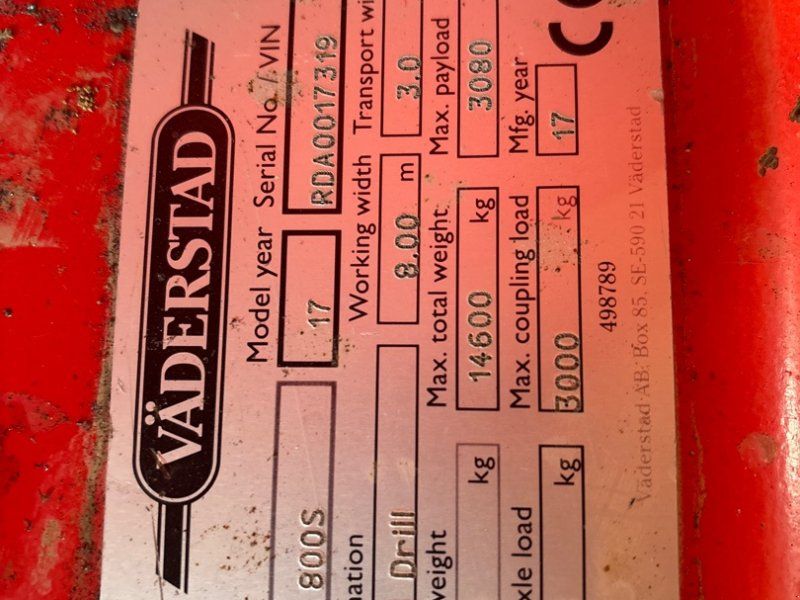 VÄDERSTAD
Model year Serial No. / VIN
800S 17 RDA0017319
Working width Transport
Drill 8.00 m 3.0
Max. total weight Max. payload
kg 14600 kg 3080
load Max. coupling load Mfg. year
kg 3000 kg 17
498789
Väderstad AB, Box 85, SE-590 21 Väderstad
CE